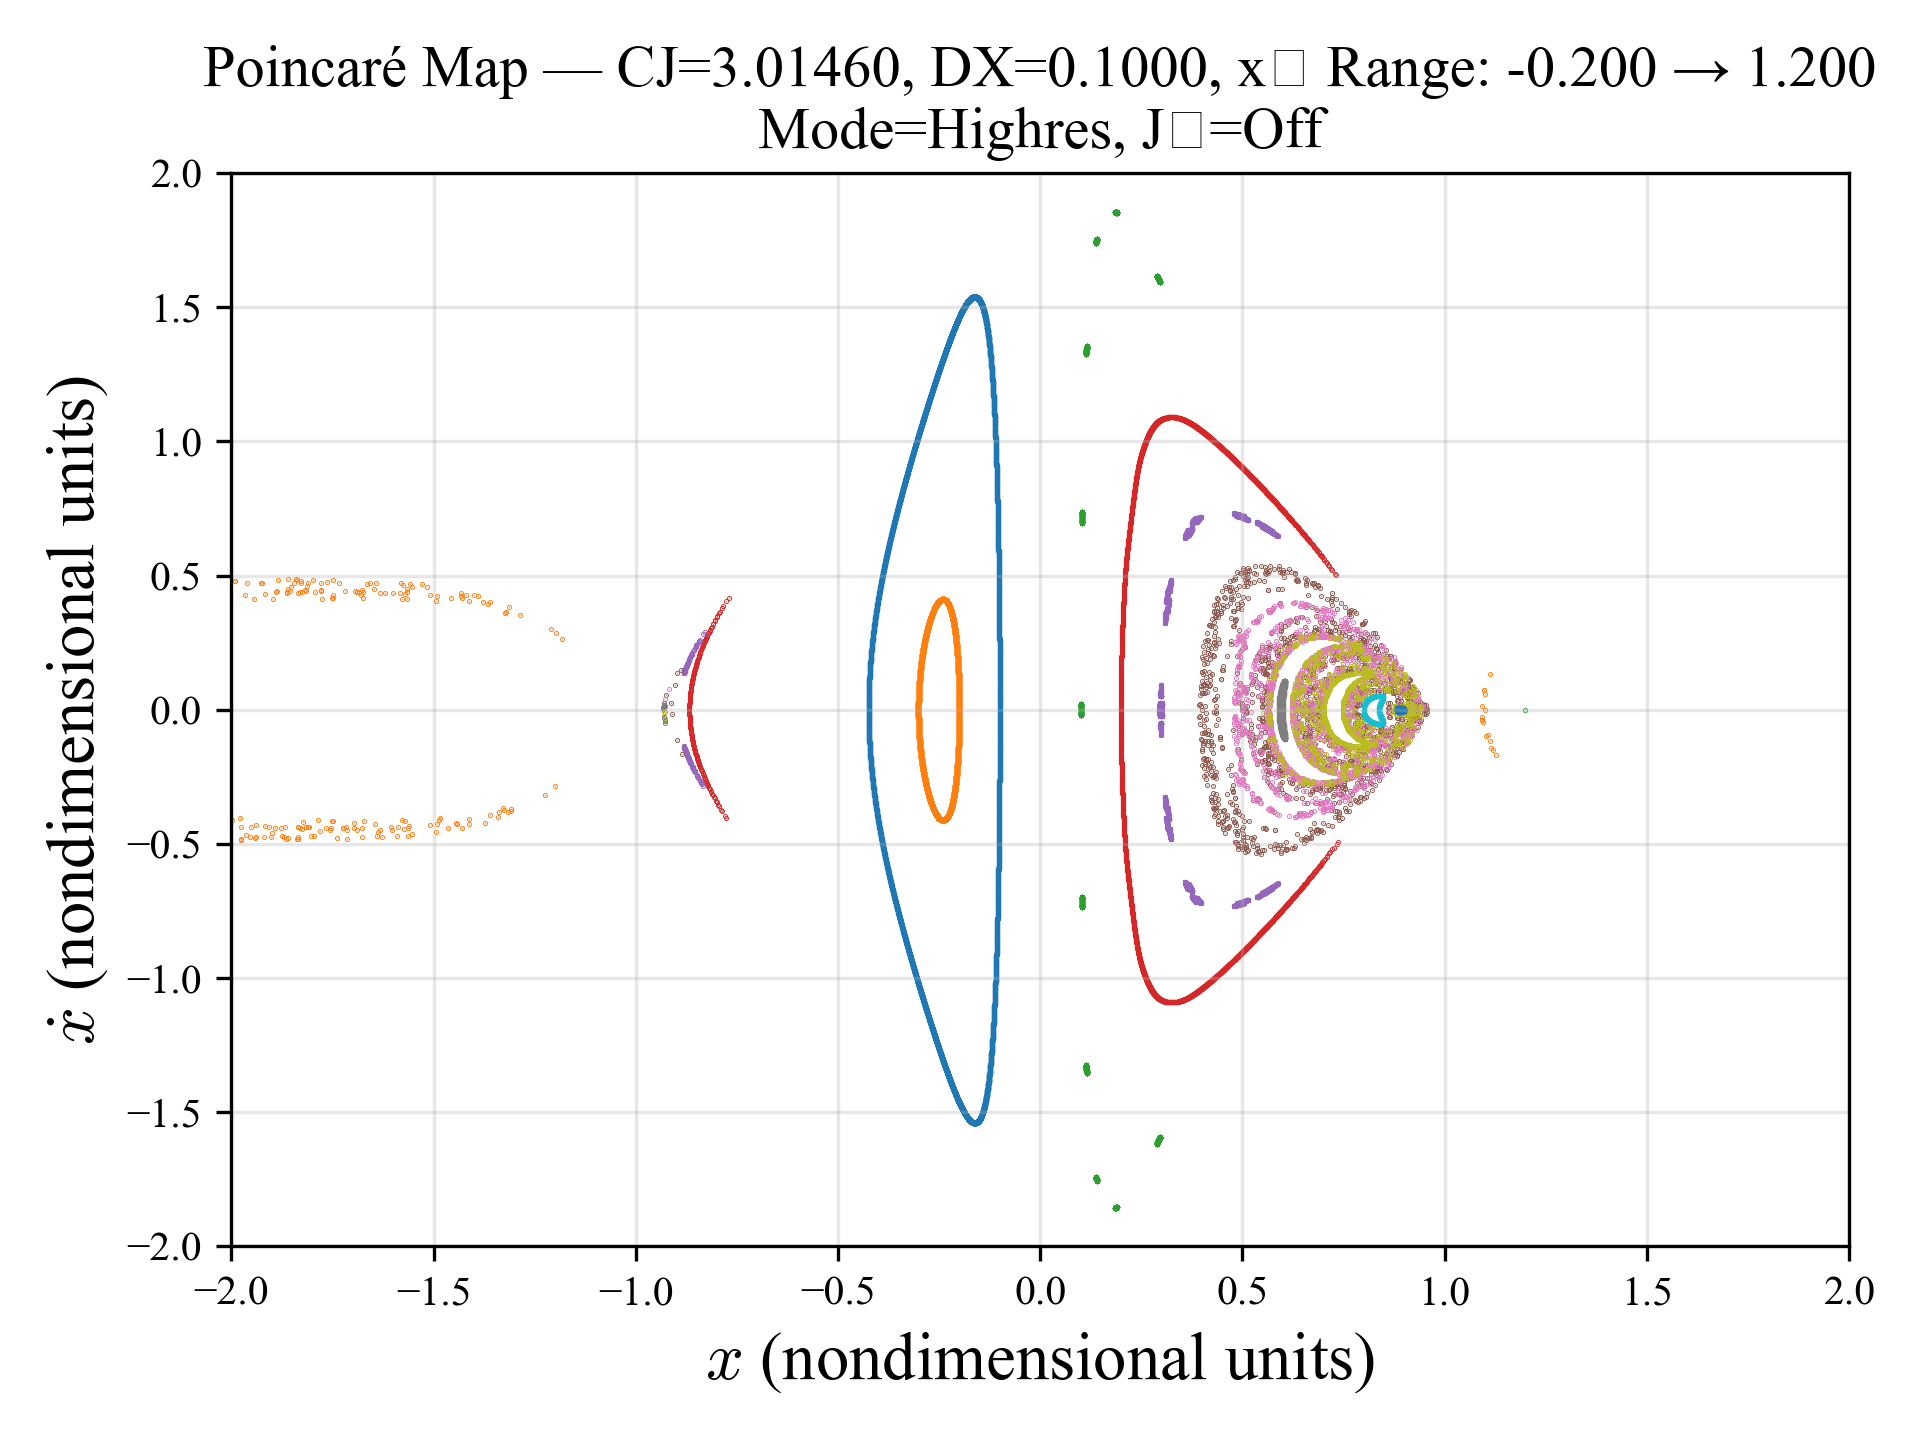 Poincaré Map — CJ=3.01460, DX=0.1000, x□ Range: -0.200 → 1.200
Mode=Highres, J□=Off
ẋ (nondimensional units)
2.0
1.5
1.0
0.5
0.0
−0.5
−1.0
−1.5
−2.0
−2.0 −1.5 −1.0 −0.5 0.0 0.5 1.0 1.5 2.0
x (nondimensional units)